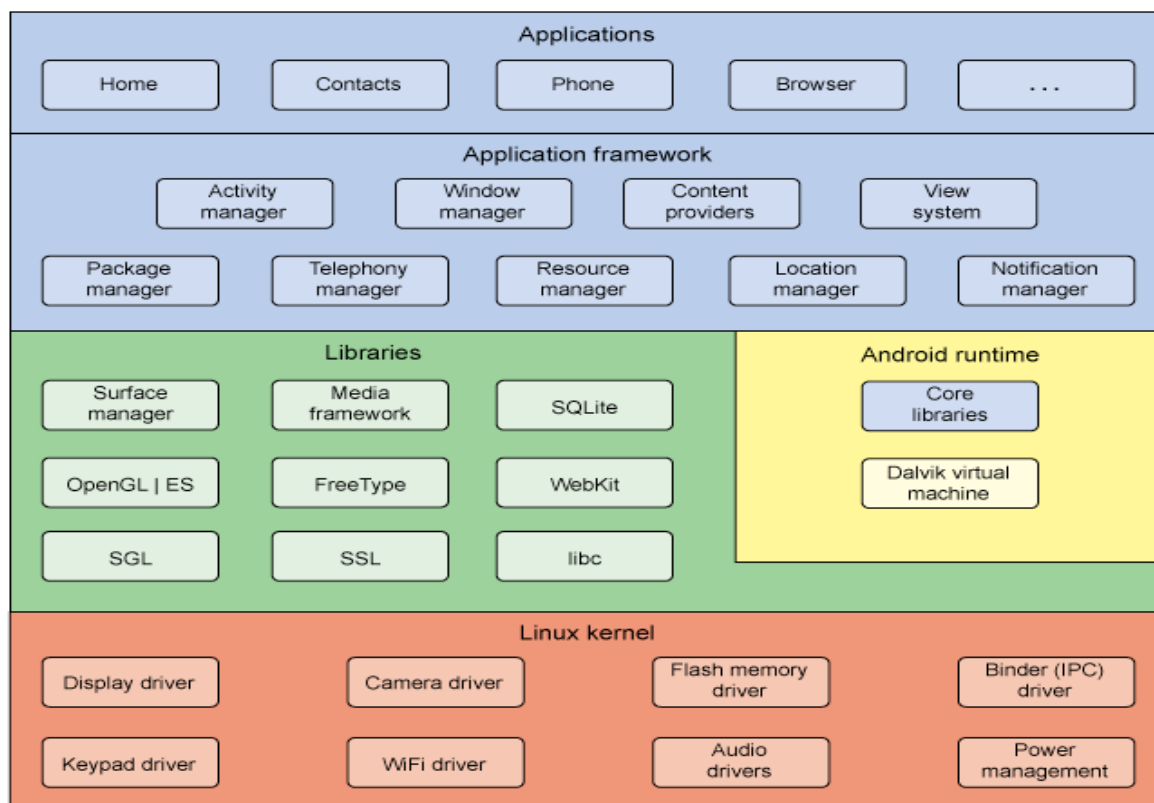 Applications
Home
Contacts
Phone
Browser
...
Application framework
Activity
manager
Window
manager
Content
providers
View
system
Package
manager
Telephony
manager
Resource
manager
Location
manager
Notification
manager
Libraries
Surface
manager
Media
framework
SQLite
OpenGL | ES
FreeType
WebKit
SGL
SSL
libc
Android runtime
Core
libraries
Dalvik virtual
machine
Linux kernel
Display driver
Camera driver
Flash memory
driver
Binder (IPC)
driver
Keypad driver
WiFi driver
Audio
drivers
Power
management